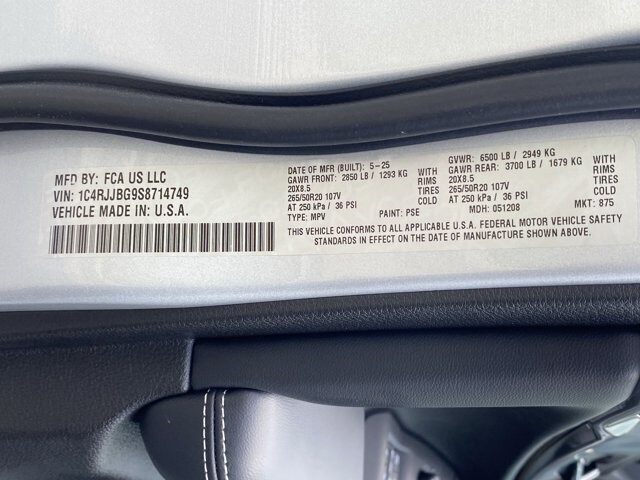 MFD BY: FCA US LLC
VIN: 1C4RJJBG9S8714749
VEHICLE MADE IN: U.S.A.
DATE OF MFR (BUILT): 5-25
GAWR FRONT: 2850 LB / 1293 KG WITH
20X8.5 RIMS
265/50R20 107V TIRES
AT 250 kPa / 36 PSI COLD
TYPE: MPV PAINT: PSE
GVWR: 6500 LB / 2949 KG
GAWR REAR: 3700 LB / 1679 KG WITH
20X8.5 RIMS
265/50R20 107V TIRES
AT 250 kPa / 36 PSI COLD
MDH: 051208 MKT: 875
THIS VEHICLE CONFORMS TO ALL APPLICABLE U.S.A. FEDERAL MOTOR VEHICLE SAFETY
STANDARDS IN EFFECT ON THE DATE OF MANUFACTURE SHOWN ABOVE.